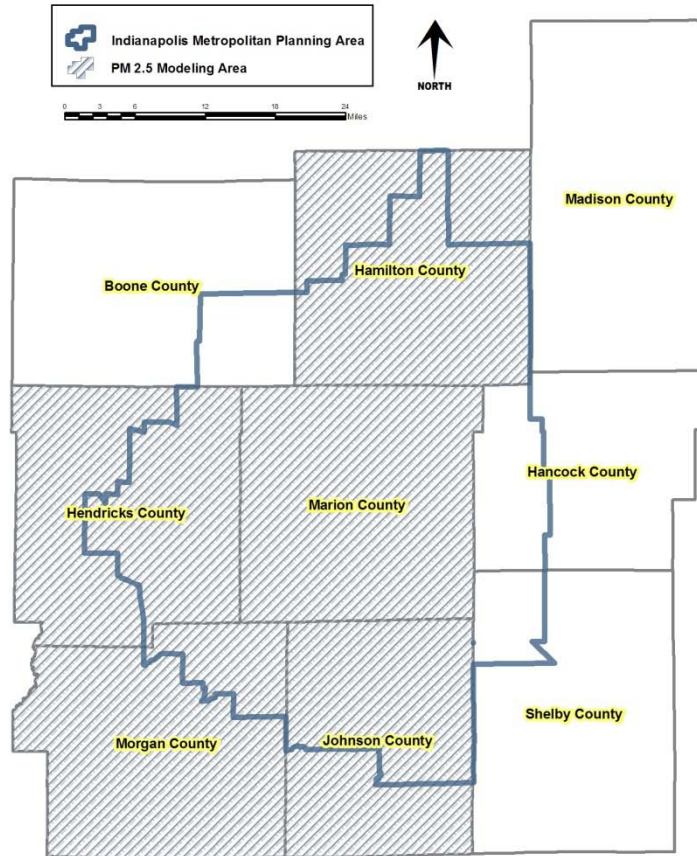 Indianapolis Metropolitan Planning Area
PM 2.5 Modeling Area
0 3 6 12 18 24
Miles
NORTH
Madison County
Hamilton County
Boone County
Hancock County
Marion County
Hendricks County
Shelby County
Johnson County
Morgan County